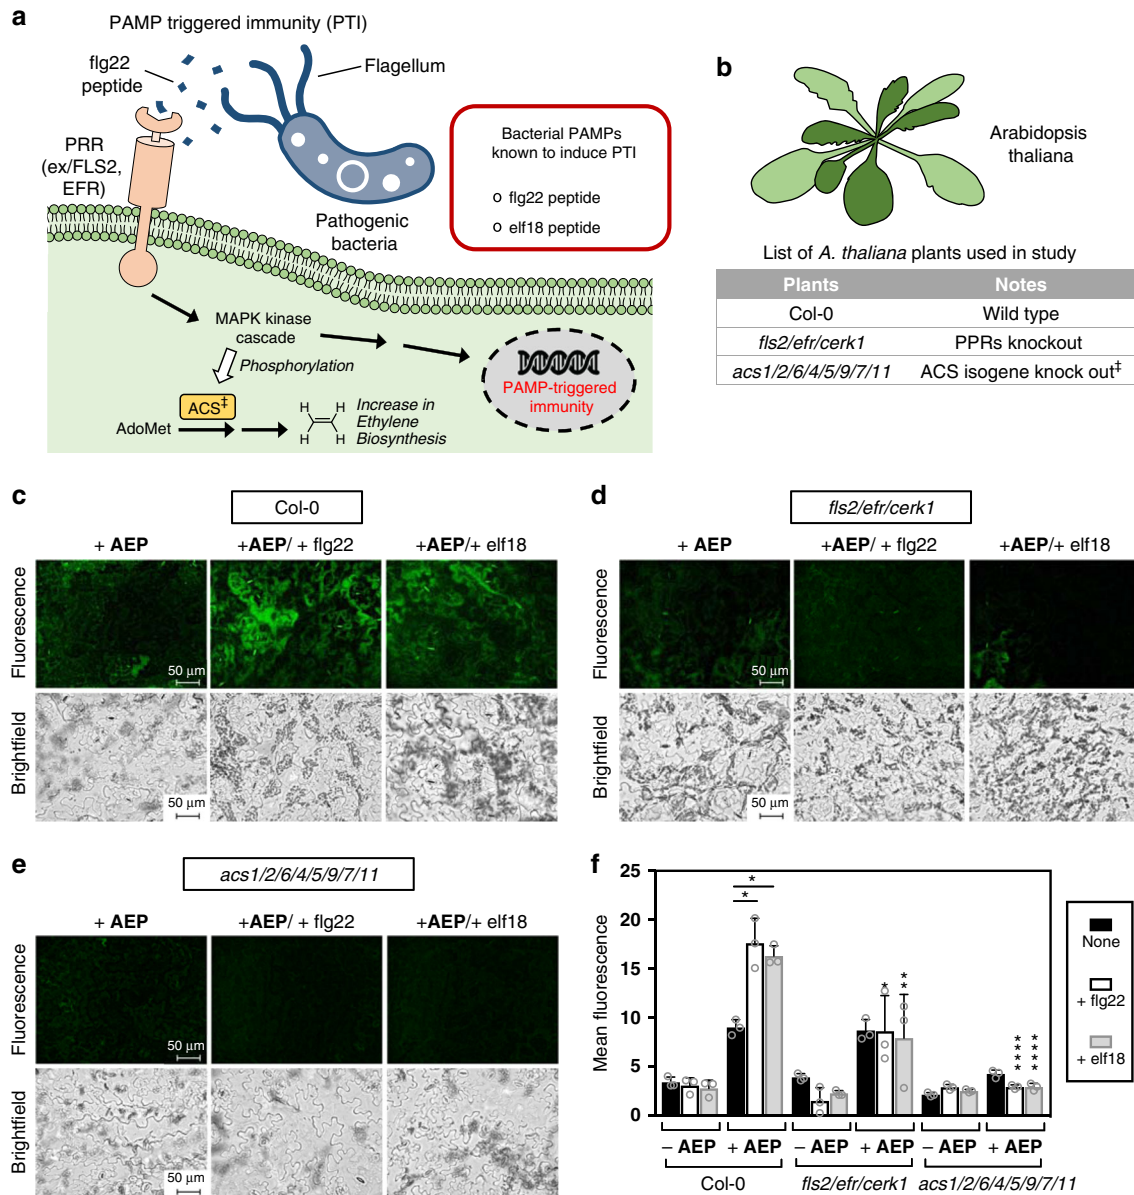 a
PAMP triggered immunity (PTI)
flg22
peptide
Flagellum
PRR
(ex/FLS2,
EFR)
Pathogenic
bacteria
Bacterial PAMPs
known to induce PTI
o flg22 peptide
o elf18 peptide
MAPK kinase
cascade
Phosphorylation
ACS‡
AdoMet
H H
H H
Increase in
Ethylene
Biosynthesis
PAMP-triggered
immunity
b
Arabidopsis
thaliana
List of A. thaliana plants used in study
Plants Notes
Col-0 Wild type
fls2/efr/cerk1 PPRs knockout
acs1/2/6/4/5/9/7/11 ACS isogene knock out‡
c
Col-0
+ AEP +AEP/ + flg22 +AEP/+ elf18
Fluorescence
50 µm
Brightfield
50 µm
d
fls2/efr/cerk1
+ AEP +AEP/ + flg22 +AEP/+ elf18
Fluorescence
50 µm
Brightfield
50 µm
e
acs1/2/6/4/5/9/7/11
+ AEP +AEP/ + flg22 +AEP/+ elf18
Fluorescence
50 µm
Brightfield
50 µm
f
Mean fluorescence
25
20
15
10
5
0
*
*
*
**
****
****
– AEP + AEP – AEP + AEP – AEP + AEP
Col-0 fls2/efr/cerk1 acs1/2/6/4/5/9/7/11
None
+ flg22
+ elf18